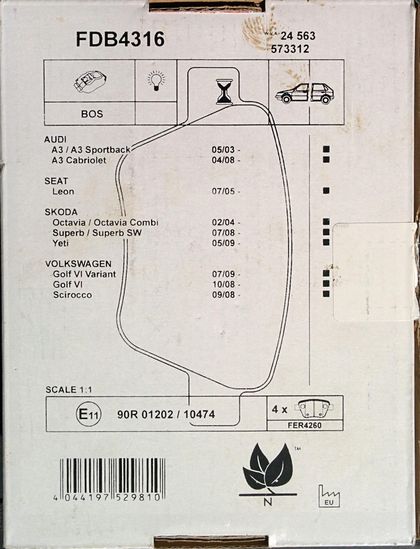 FDB4316
WVA 24 563
573312
BOS
AUDI
A3 / A3 Sportback 05/03 -
A3 Cabriolet 04/08 -
SEAT
Leon 07/05 -
SKODA
Octavia / Octavia Combi 02/04 -
Superb / Superb SW 07/08 -
Yeti 05/09 -
VOLKSWAGEN
Golf VI Variant 07/09 -
Golf VI 10/08 -
Scirocco 09/08 -
SCALE 1:1
E11 90R 01202 / 10474 4 x
FER4260
TM
N
EU
4 044197 529810